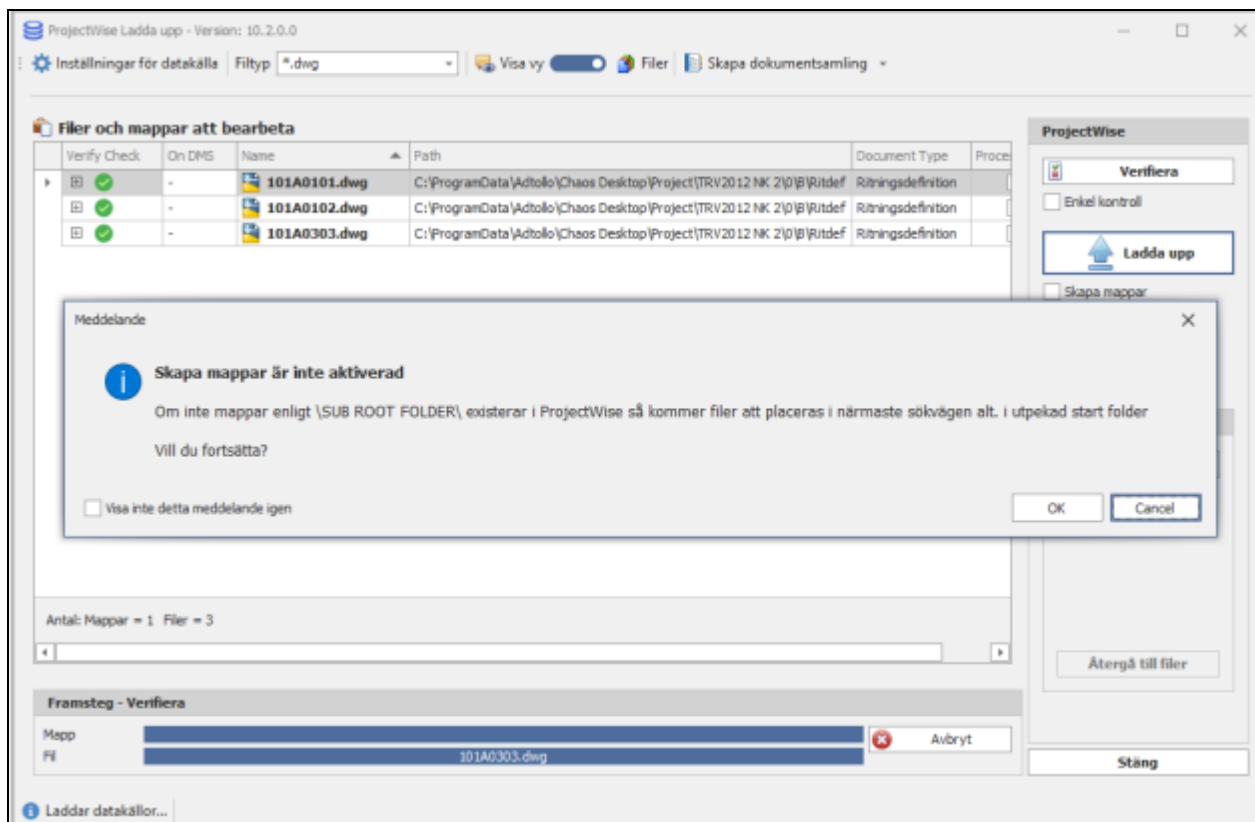 ProjectWise Ladda upp - Version: 10.2.0.0
Inställningar för datakälla Filtyp *.dwg Visa vy Filer Skapa dokumentsamling
Filer och mappar att bearbeta
ProjectWise
Verify Check On DMS Name Path Document Type Proce
101A0101.dwg C:\ProgramData\Adtollo\Chaos Desktop\Project\TRV2012 NK 2\0\B\Ritdef Ritningsdefinition
101A0102.dwg C:\ProgramData\Adtollo\Chaos Desktop\Project\TRV2012 NK 2\0\B\Ritdef Ritningsdefinition
101A0303.dwg C:\ProgramData\Adtollo\Chaos Desktop\Project\TRV2012 NK 2\0\B\Ritdef Ritningsdefinition
Verifiera
Enkel kontroll
Ladda upp
Skapa mappar
Meddelande
Skapa mappar är inte aktiverad
Om inte mappar enligt \SUB ROOT FOLDER\ existerar i ProjectWise så kommer filer att placeras i närmaste sökvägen alt. i utpekad start folder
Vill du fortsätta?
Visa inte detta meddelande igen
OK Cancel
Antal: Mappar = 1 Filer = 3
Återgå till filer
Framsteg - Verifiera
Mapp
Avbryt
Fil 101A0303.dwg
Stäng
Laddar datakällor...